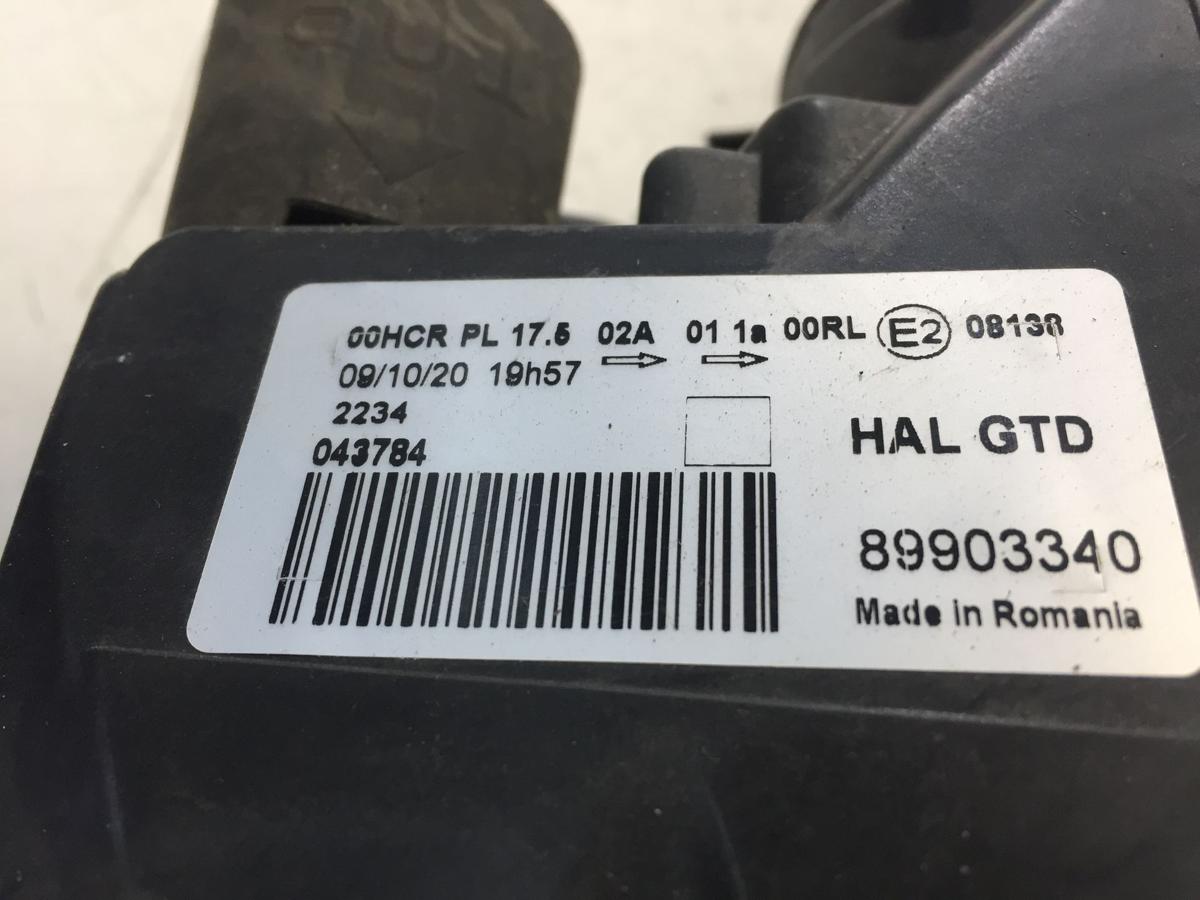 00HCR PL 17.5 02A 01 1a 00RL E2 08138
09/10/20 19h57
2234
043784
HAL GTD
89903340
Made in Romania